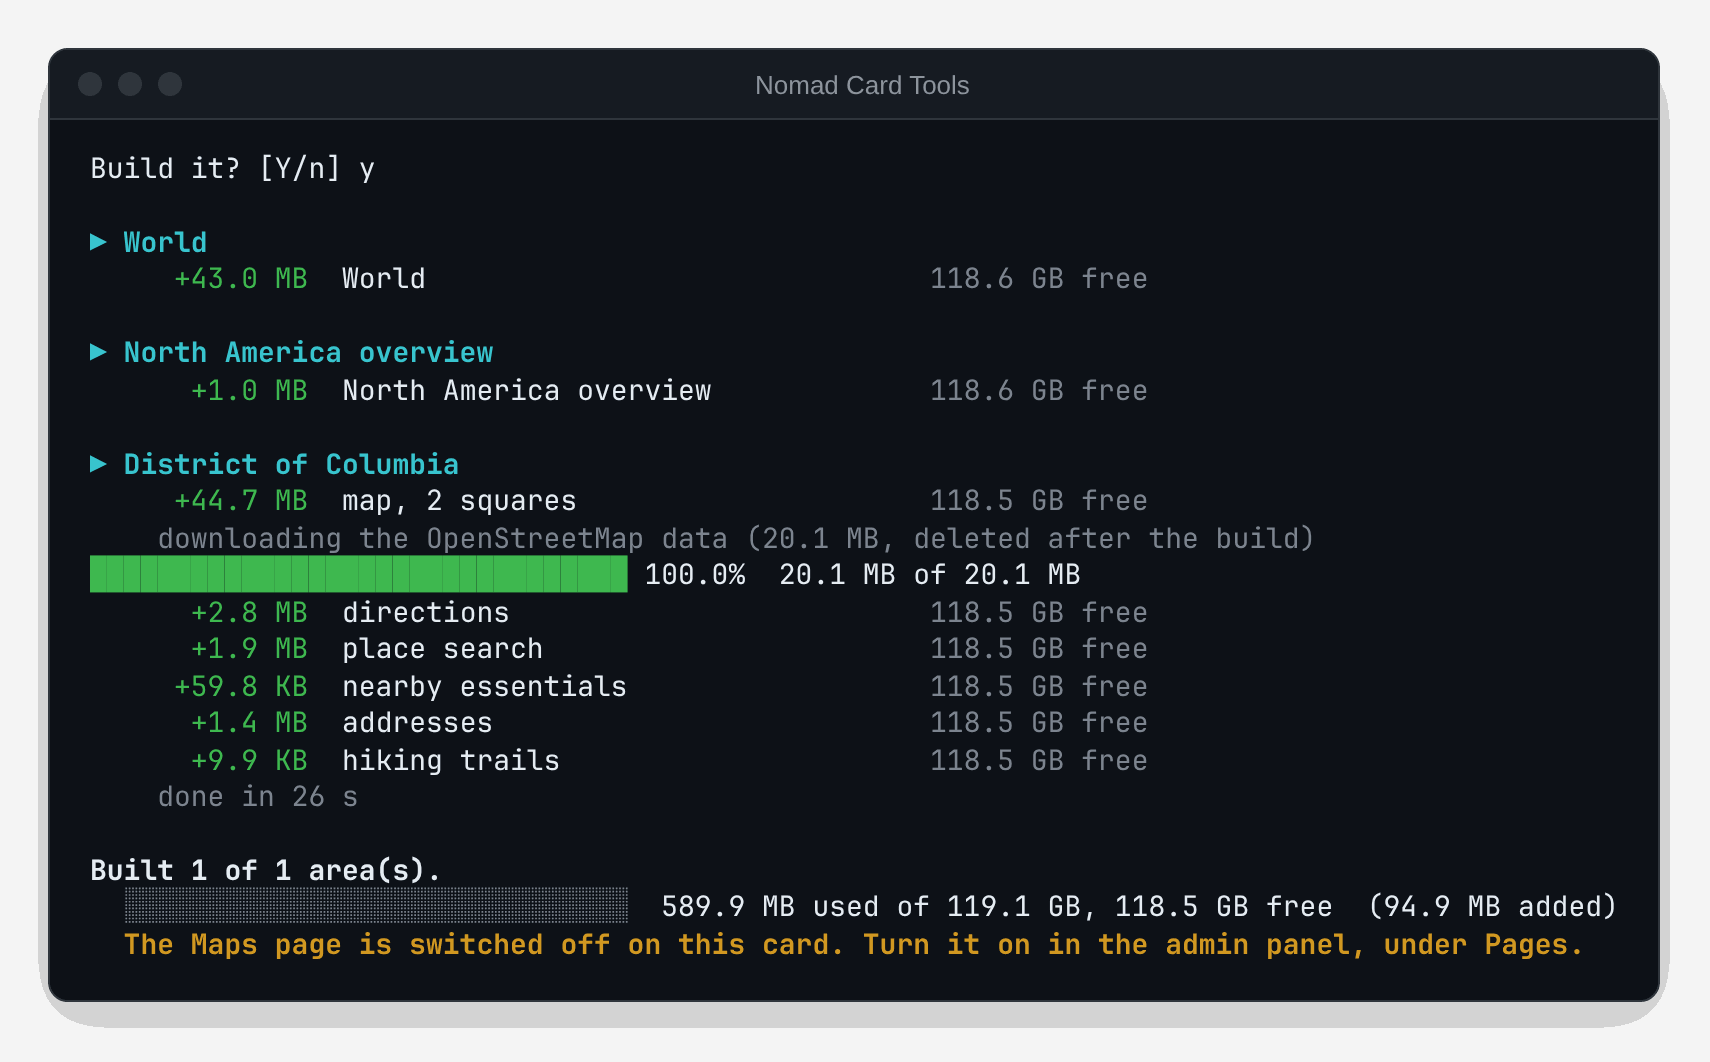 Nomad Card Tools
Build it? [Y/n] y
▶ World
+43.0 MB World 118.6 GB free
▶ North America overview
+1.0 MB North America overview 118.6 GB free
▶ District of Columbia
+44.7 MB map, 2 squares 118.5 GB free
downloading the OpenStreetMap data (20.1 MB, deleted after the build)
100.0% 20.1 MB of 20.1 MB
+2.8 MB directions 118.5 GB free
+1.9 MB place search 118.5 GB free
+59.8 KB nearby essentials 118.5 GB free
+1.4 MB addresses 118.5 GB free
+9.9 KB hiking trails 118.5 GB free
done in 26 s
Built 1 of 1 area(s).
589.9 MB used of 119.1 GB, 118.5 GB free (94.9 MB added)
The Maps page is switched off on this card. Turn it on in the admin panel, under Pages.